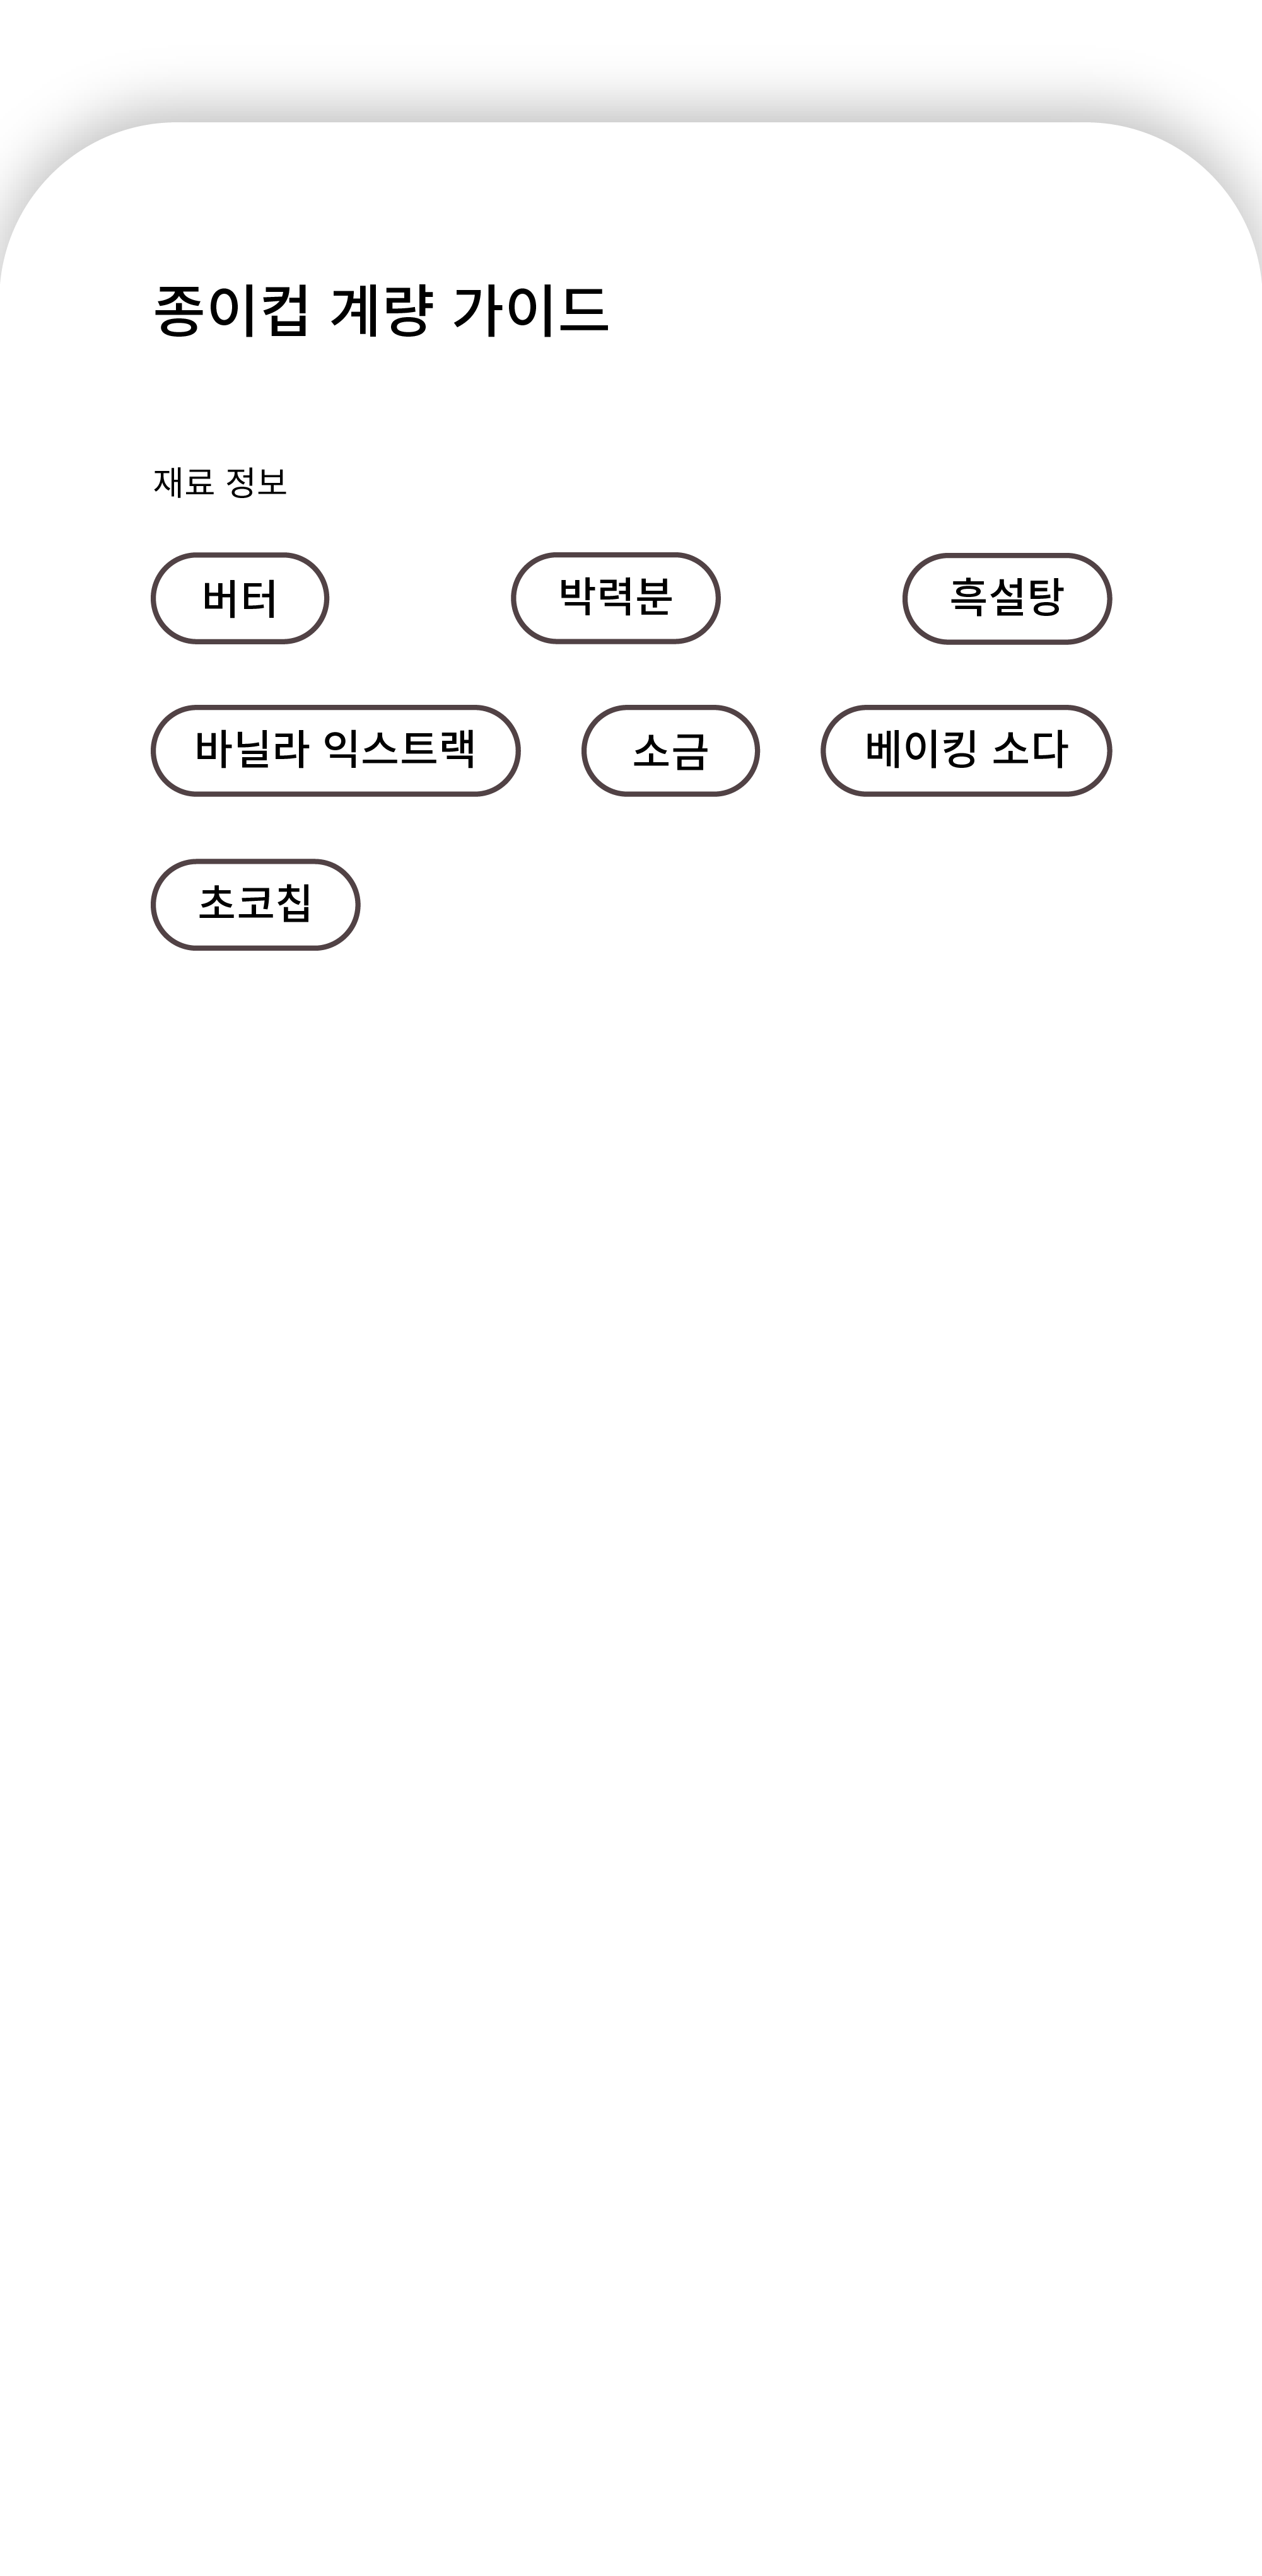 종이컵 계량 가이드
재료 정보
버터 박력분 흑설탕
바닐라 익스트랙 소금 베이킹 소다
초코칩